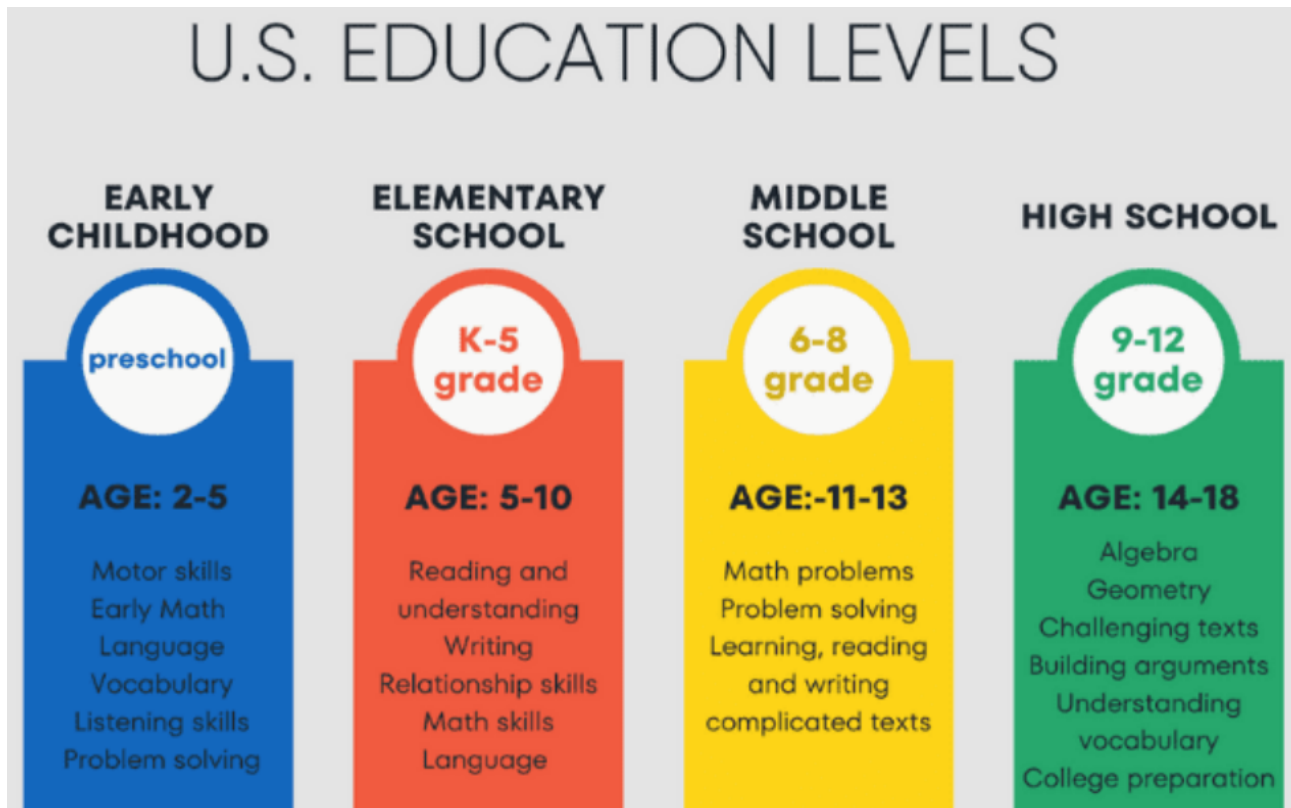 U.S. EDUCATION LEVELS
EARLY
CHILDHOOD
preschool
AGE: 2-5
Motor skills
Early Math
Language
Vocabulary
Listening skills
Problem solving
ELEMENTARY
SCHOOL
K-5
grade
AGE: 5-10
Reading and
understanding
Writing
Relationship skills
Math skills
Language
MIDDLE
SCHOOL
6-8
grade
AGE:-11-13
Math problems
Problem solving
Learning, reading
and writing
complicated texts
HIGH SCHOOL
9-12
grade
AGE: 14-18
Algebra
Geometry
Challenging texts
Building arguments
Understanding
vocabulary
College preparation